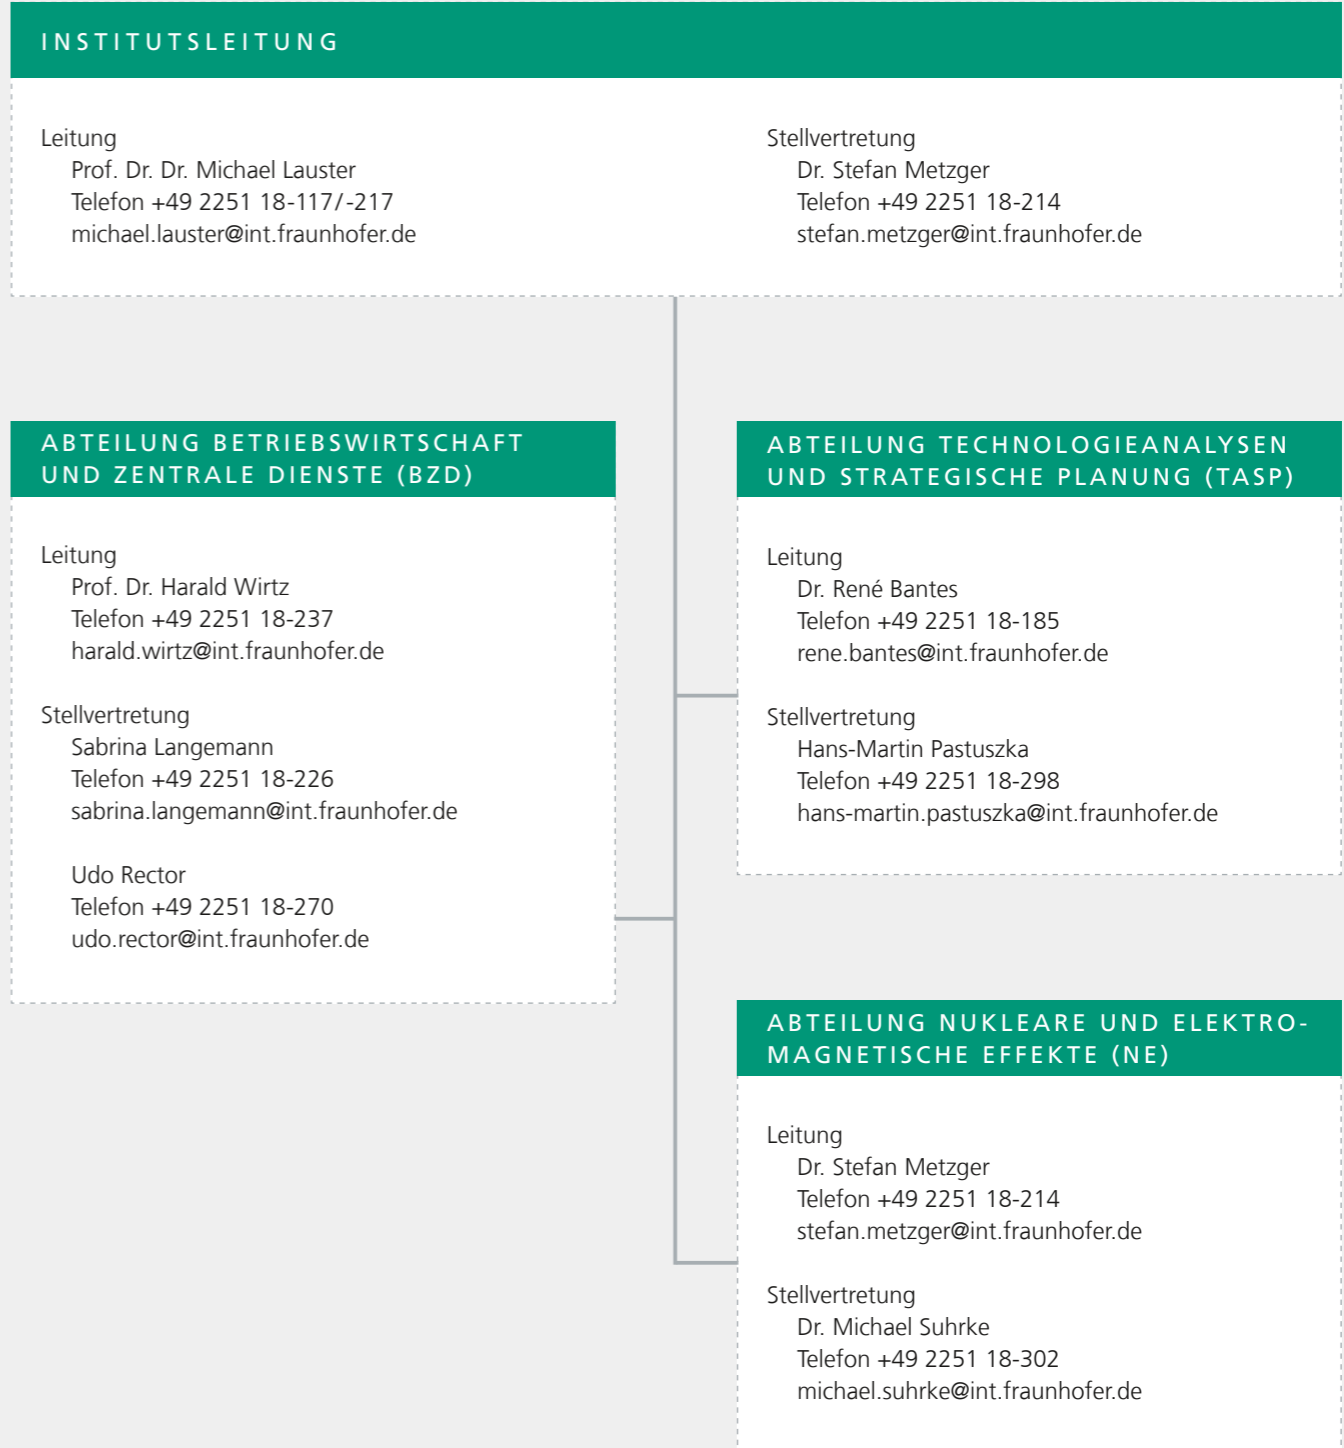 INSTITUTSLEITUNG
Leitung
Prof. Dr. Dr. Michael Lauster
Telefon +49 2251 18-117/-217
michael.lauster@int.fraunhofer.de
Stellvertretung
Dr. Stefan Metzger
Telefon +49 2251 18-214
stefan.metzger@int.fraunhofer.de
ABTEILUNG BETRIEBSWIRTSCHAFT
UND ZENTRALE DIENSTE (BZD)
Leitung
Prof. Dr. Harald Wirtz
Telefon +49 2251 18-237
harald.wirtz@int.fraunhofer.de
Stellvertretung
Sabrina Langemann
Telefon +49 2251 18-226
sabrina.langemann@int.fraunhofer.de
Udo Rector
Telefon +49 2251 18-270
udo.rector@int.fraunhofer.de
ABTEILUNG TECHNOLOGIEANALYSEN
UND STRATEGISCHE PLANUNG (TASP)
Leitung
Dr. René Bantes
Telefon +49 2251 18-185
rene.bantes@int.fraunhofer.de
Stellvertretung
Hans-Martin Pastuszka
Telefon +49 2251 18-298
hans-martin.pastuszka@int.fraunhofer.de
ABTEILUNG NUKLEARE UND ELEKTRO-
MAGNETISCHE EFFEKTE (NE)
Leitung
Dr. Stefan Metzger
Telefon +49 2251 18-214
stefan.metzger@int.fraunhofer.de
Stellvertretung
Dr. Michael Suhrke
Telefon +49 2251 18-302
michael.suhrke@int.fraunhofer.de